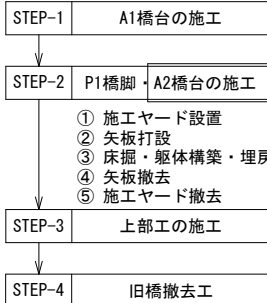 STEP-1 A1橋台の施工
STEP-2 P1橋脚・A2橋台の施工
① 施工ヤード設置
② 矢板打設
③ 床掘・躯体構築・埋戻
④ 矢板撤去
⑤ 施工ヤード撤去
STEP-3 上部工の施工
STEP-4 旧橋撤去工